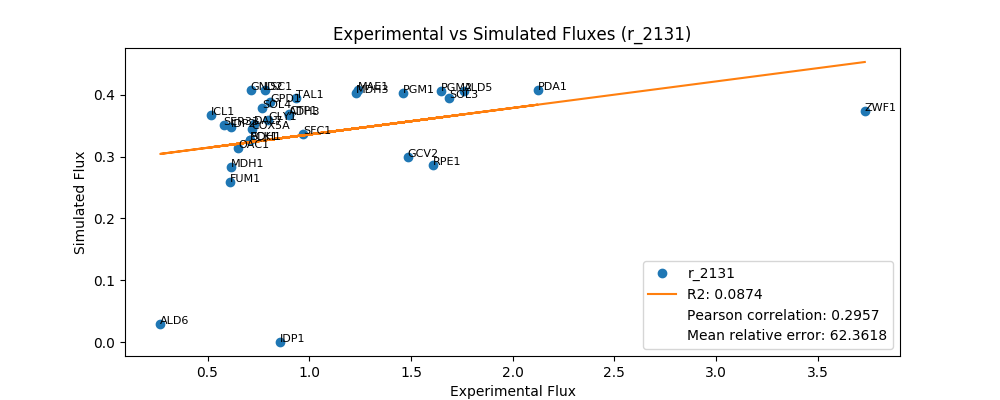 Experimental vs Simulated Fluxes (r_2131)
Simulated Flux
0.4
0.3
0.2
0.1
0.0
0.5
1.0
1.5
2.0
2.5
3.0
3.5
Experimental Flux
TAL1
SOL4
ICL1
SFC1
OAC1
MDH1
FUM1
MDH3
PGM1
ALD5
SOL3
PDA1
ZWF1
GCV2
RPE1
ALD6
IDP1
r_2131
R2: 0.0874
Pearson correlation: 0.2957
Mean relative error: 62.3618